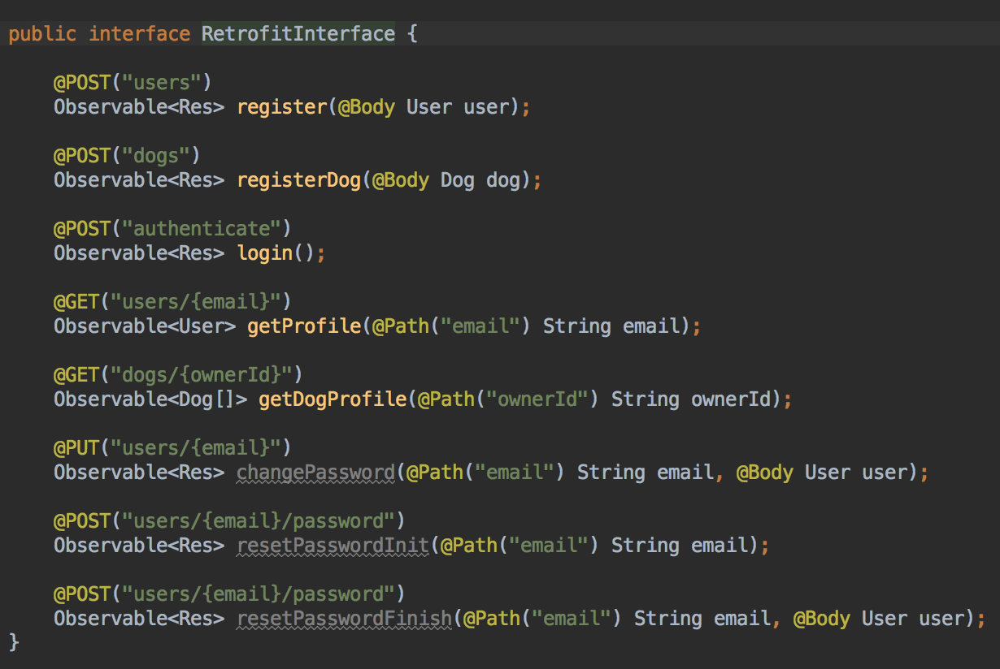 public interface RetrofitInterface {
@POST("users")
Observable<Res> register(@Body User user);
@POST("dogs")
Observable<Res> registerDog(@Body Dog dog);
@POST("authenticate")
Observable<Res> login();
@GET("users/{email}")
Observable<User> getProfile(@Path("email") String email);
@GET("dogs/{ownerId}")
Observable<Dog[]> getDogProfile(@Path("ownerId") String ownerId);
@PUT("users/{email}")
Observable<Res> changePassword(@Path("email") String email, @Body User user);
@POST("users/{email}/password")
Observable<Res> resetPasswordInit(@Path("email") String email);
@POST("users/{email}/password")
Observable<Res> resetPasswordFinish(@Path("email") String email, @Body User user);
}